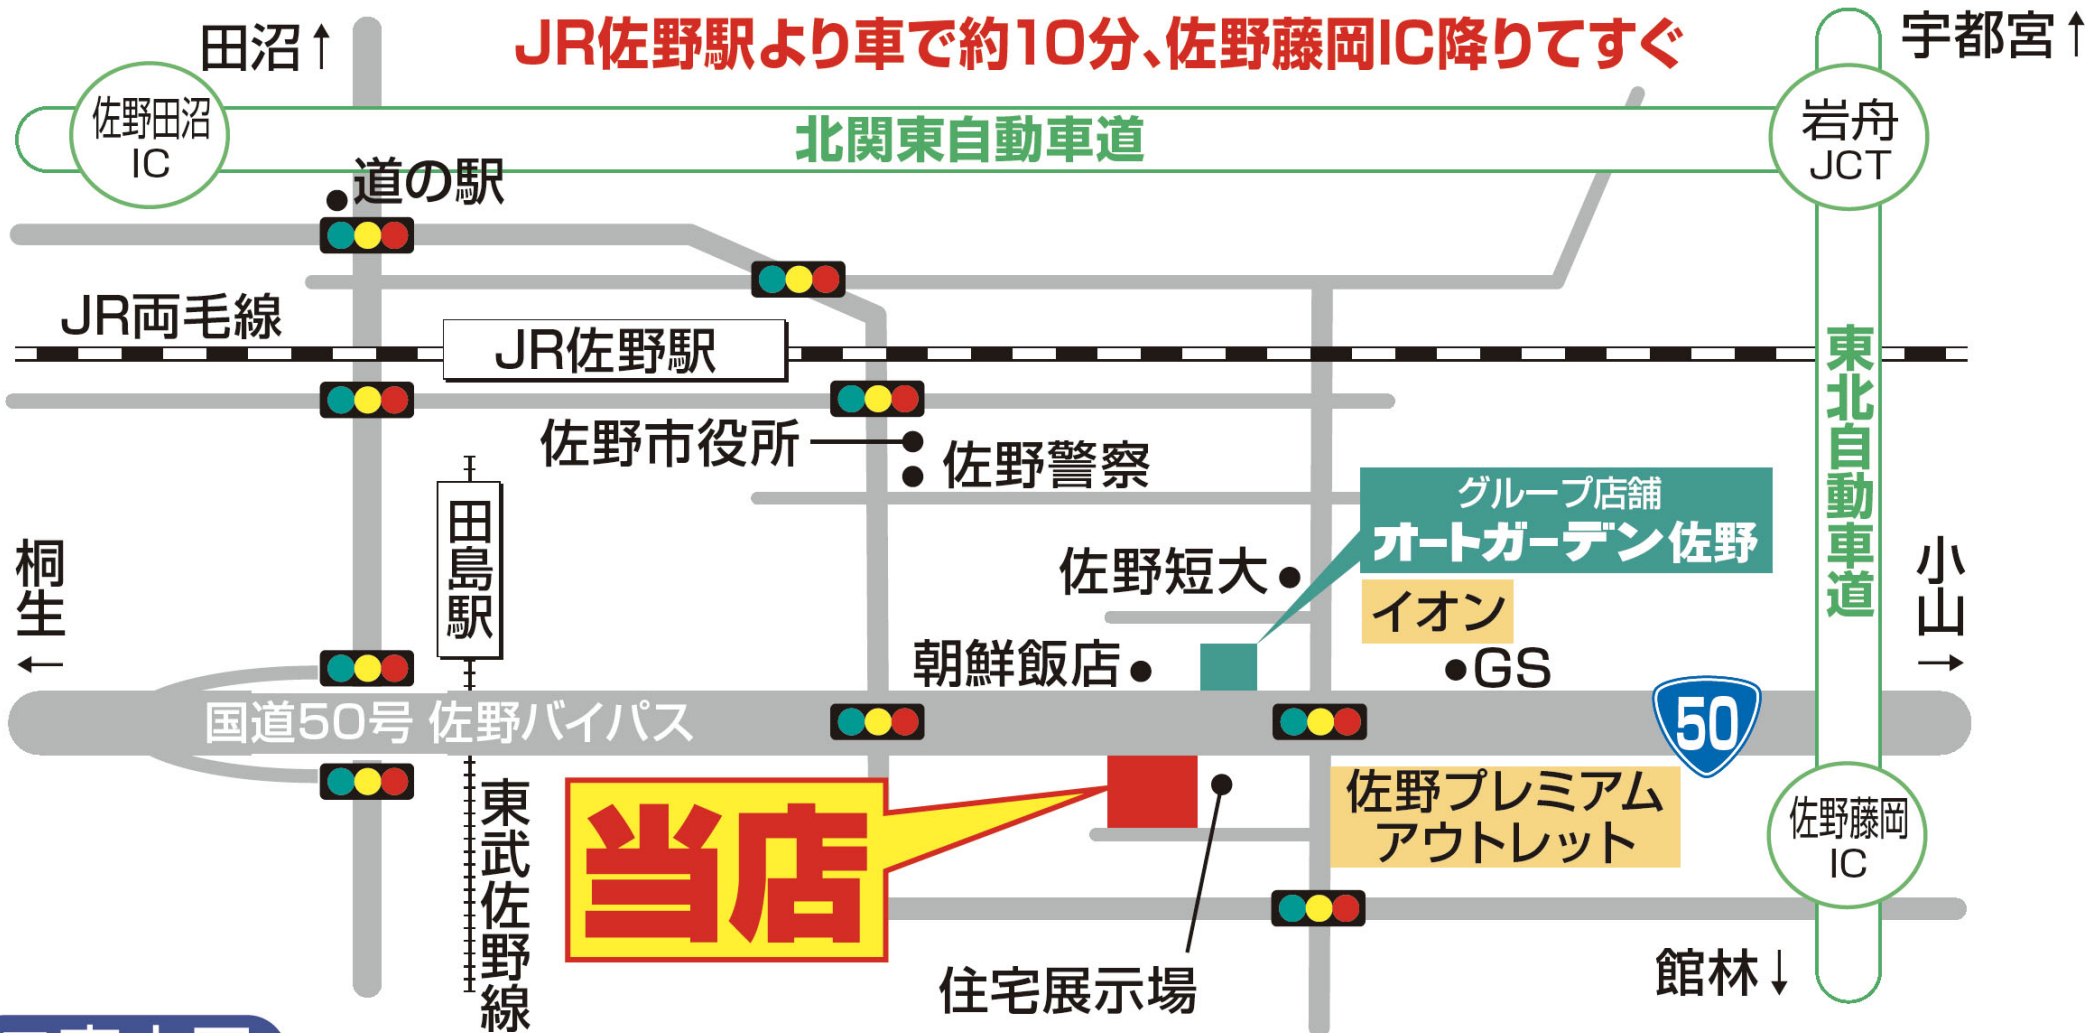 田沼↑
JR佐野駅より車で約10分、佐野藤岡IC降りてすぐ
宇都宮↑
佐野田沼
IC
北関東自動車道
岩舟
JCT
道の駅
JR両毛線
JR佐野駅
東北自動車道
佐野市役所
佐野警察
田島駅
グループ店舗
オートガーデン佐野
桐生
←
佐野短大
イオン
小山
→
朝鮮飯店
GS
国道50号 佐野バイパス
50
当店
佐野プレミアム
アウトレット
佐野藤岡
IC
東武佐野線
住宅展示場
館林↓